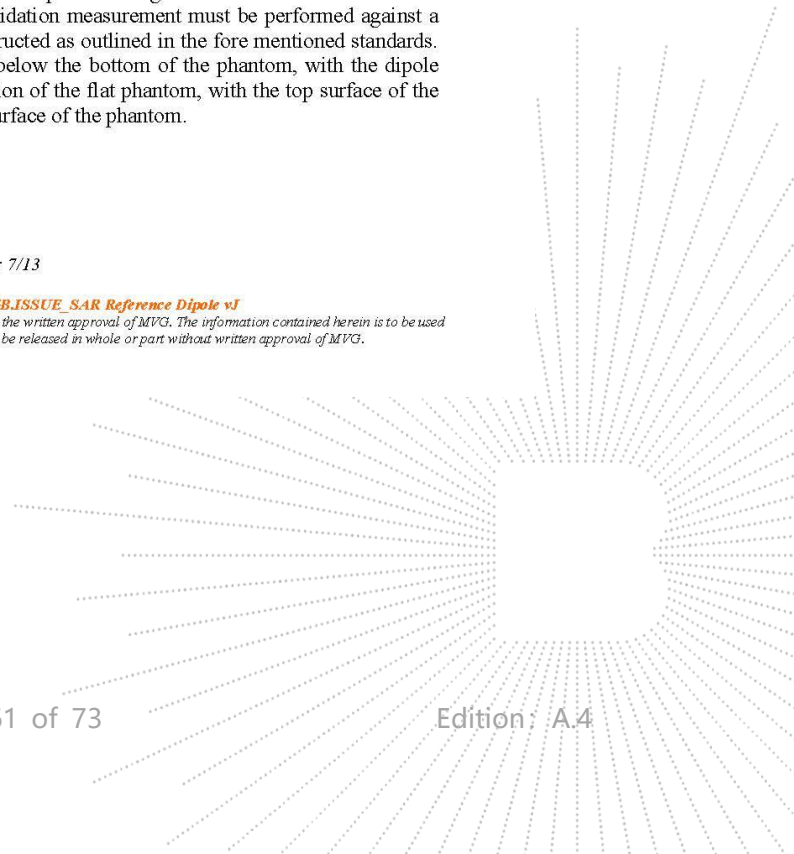 idation measurement must be performed against a
ructed as outlined in the fore mentioned standards.
below the bottom of the phantom, with the dipole
ion of the flat phantom, with the top surface of the
urface of the phantom.
: 7/13
B.ISSUE_SAR Reference Dipole vJ
the written approval of MVG. The information contained herein is to be used
be released in whole or part without written approval of MVG.
1 of 73 Edition: A.4